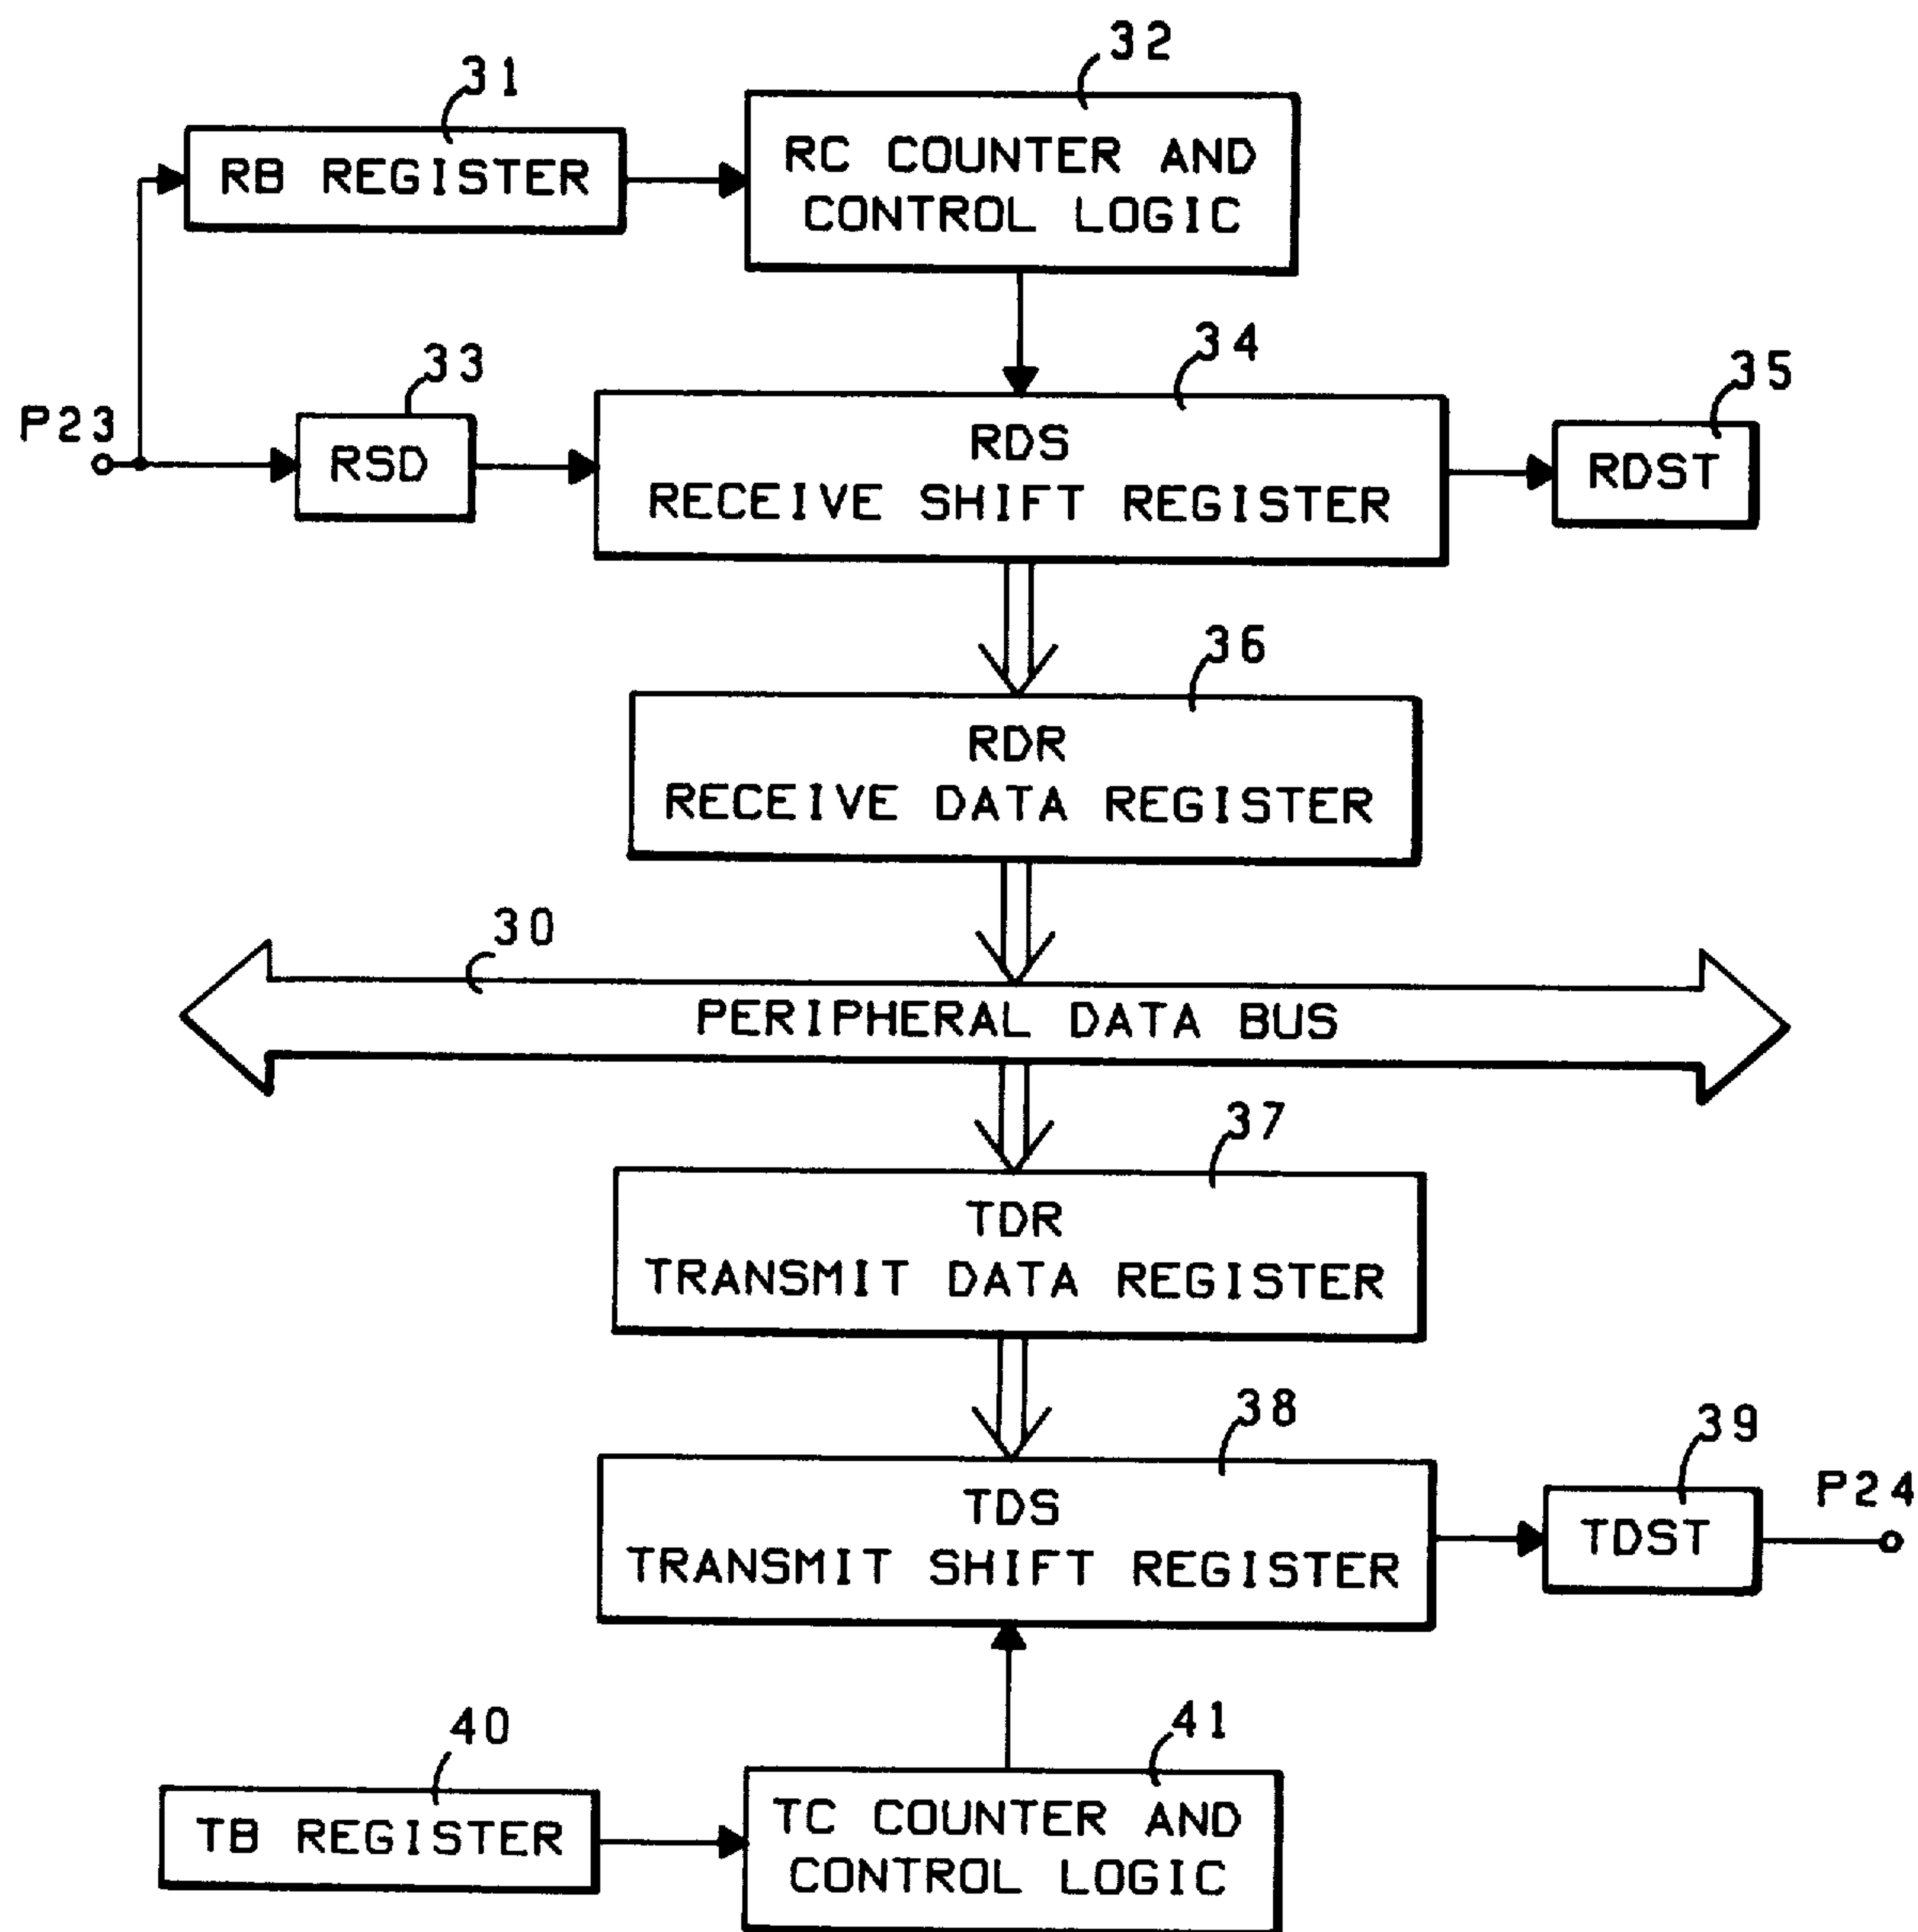 32
31
RC COUNTER AND
CONTROL LOGIC
RB REGISTER
34
33
35
P23
RDS
RECEIVE SHIFT REGISTER
RSD
RDST
36
RDR
RECEIVE DATA REGISTER
30
PERIPHERAL DATA BUS
37
TDR
TRANSMIT DATA REGISTER
38
39
P24
TDS
TRANSMIT SHIFT REGISTER
TDST
40
41
TB REGISTER
TC COUNTER AND
CONTROL LOGIC